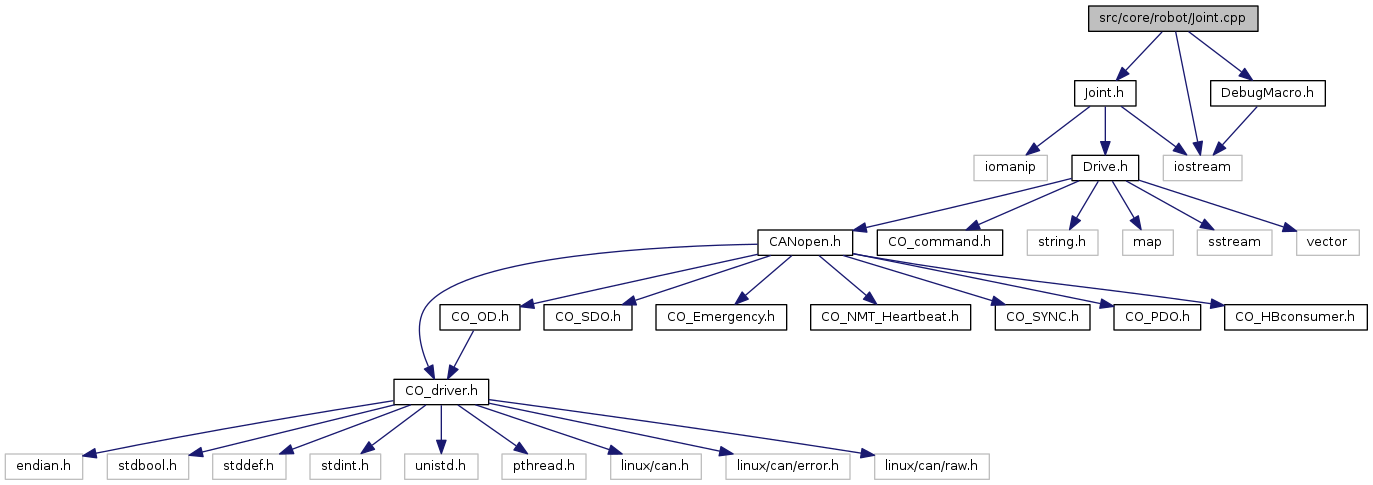 src/core/robot/Joint.cpp
Joint.h
DebugMacro.h
iomanip
Drive.h
iostream
CANopen.h
CO_command.h
string.h
map
sstream
vector
CO_OD.h
CO_SDO.h
CO_Emergency.h
CO_NMT_Heartbeat.h
CO_SYNC.h
CO_PDO.h
CO_HBconsumer.h
CO_driver.h
endian.h
stdbool.h
stddef.h
stdint.h
unistd.h
pthread.h
linux/can.h
linux/can/error.h
linux/can/raw.h